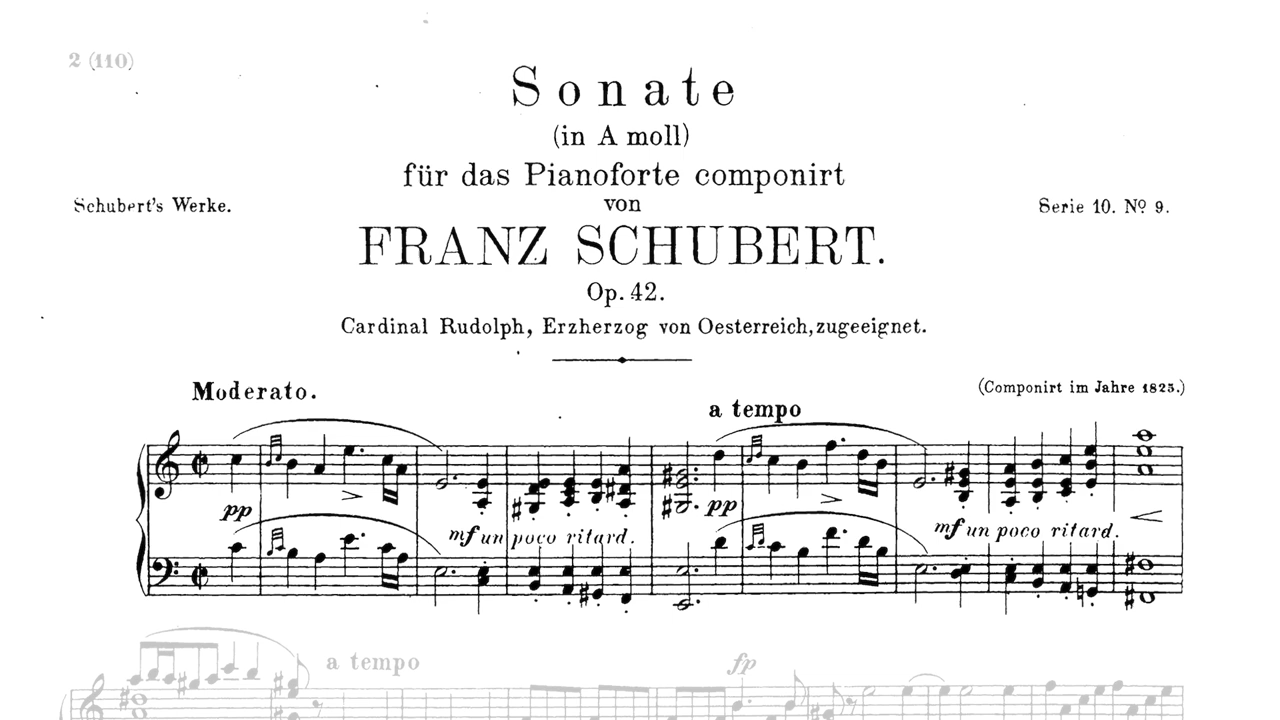 2 (110)
Sonate
(in A moll)
für das Pianoforte componirt
Schubert's Werke.
von
Serie 10. Nº 9.
FRANZ SCHUBERT.
Op. 42.
Cardinal Rudolph, Erzherzog von Oesterreich, zugeeignet.
Moderato.
(Componirt im Jahre 1825.)
a tempo
pp
pp
mf un poco ritard.
mf un poco ritard.
a tempo
fp